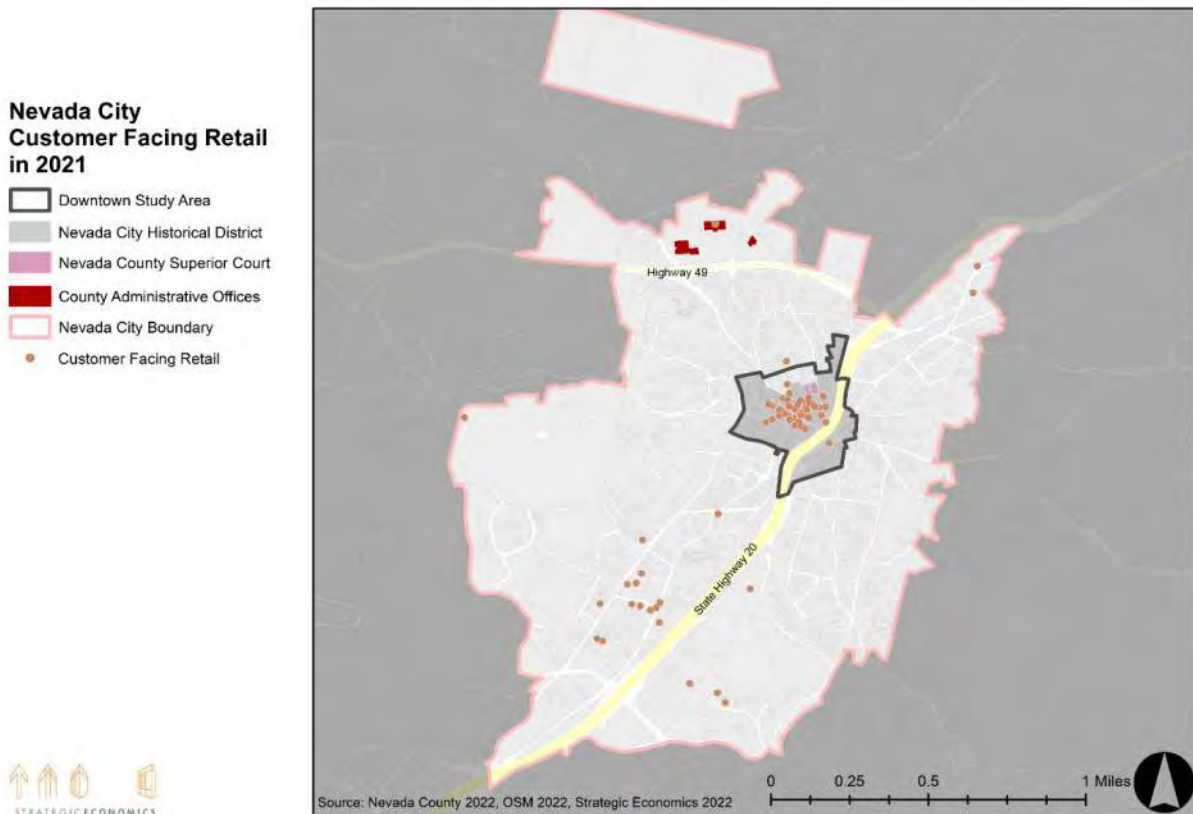 Nevada City
Customer Facing Retail
in 2021
Downtown Study Area
Nevada City Historical District
Nevada County Superior Court
County Administrative Offices
Nevada City Boundary
Customer Facing Retail
STRATEGICECONOMICS
Highway 49
State Highway 20
0 0.25 0.5 1 Miles
Source: Nevada County 2022, OSM 2022, Strategic Economics 2022